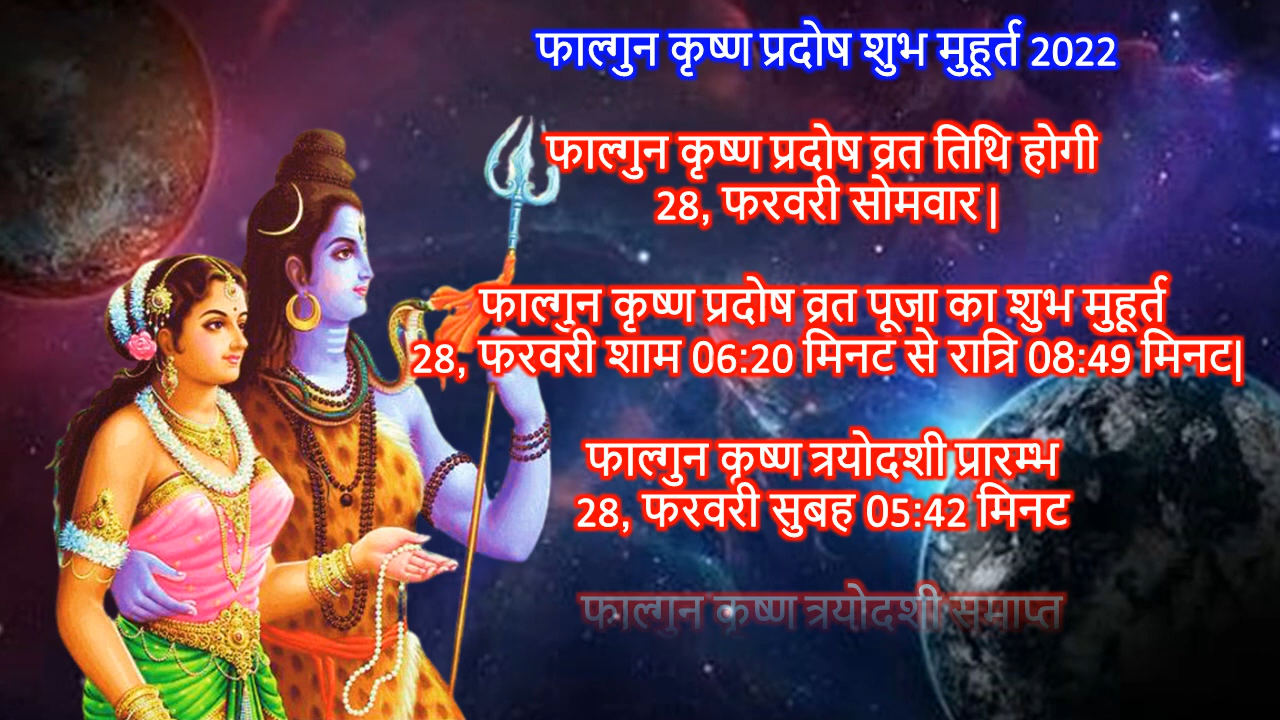 फाल्गुन कृष्ण प्रदोष शुभ मुहूर्त 2022
फाल्गुन कृष्ण प्रदोष व्रत तिथि होगी
28, फरवरी सोमवार|
फाल्गुन कृष्ण प्रदोष व्रत पूजा का शुभ मुहूर्त
28, फरवरी शाम 06:20 मिनट से रात्रि 08:49 मिनट|
फाल्गुन कृष्ण त्रयोदशी प्रारम्भ
28, फरवरी सुबह 05:42 मिनट
फाल्गुन कृष्ण त्रयोदशी समाप्त